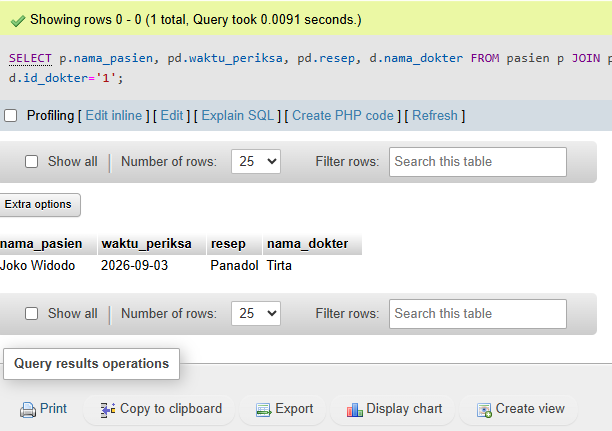 Showing rows 0 - 0 (1 total, Query took 0.0091 seconds.)
SELECT p.nama_pasien, pd.waktu_periksa, pd.resep, d.nama_dokter FROM pasien p JOIN p
d.id_dokter='1';
Profiling [ Edit inline ] [ Edit ] [ Explain SQL ] [ Create PHP code ] [ Refresh ]
Show all | Number of rows: 25 Filter rows: Search this table
Extra options
nama_pasien waktu_periksa resep nama_dokter
Joko Widodo 2026-09-03 Panadol Tirta
Show all | Number of rows: 25 Filter rows: Search this table
Query results operations
Print Copy to clipboard Export Display chart Create view